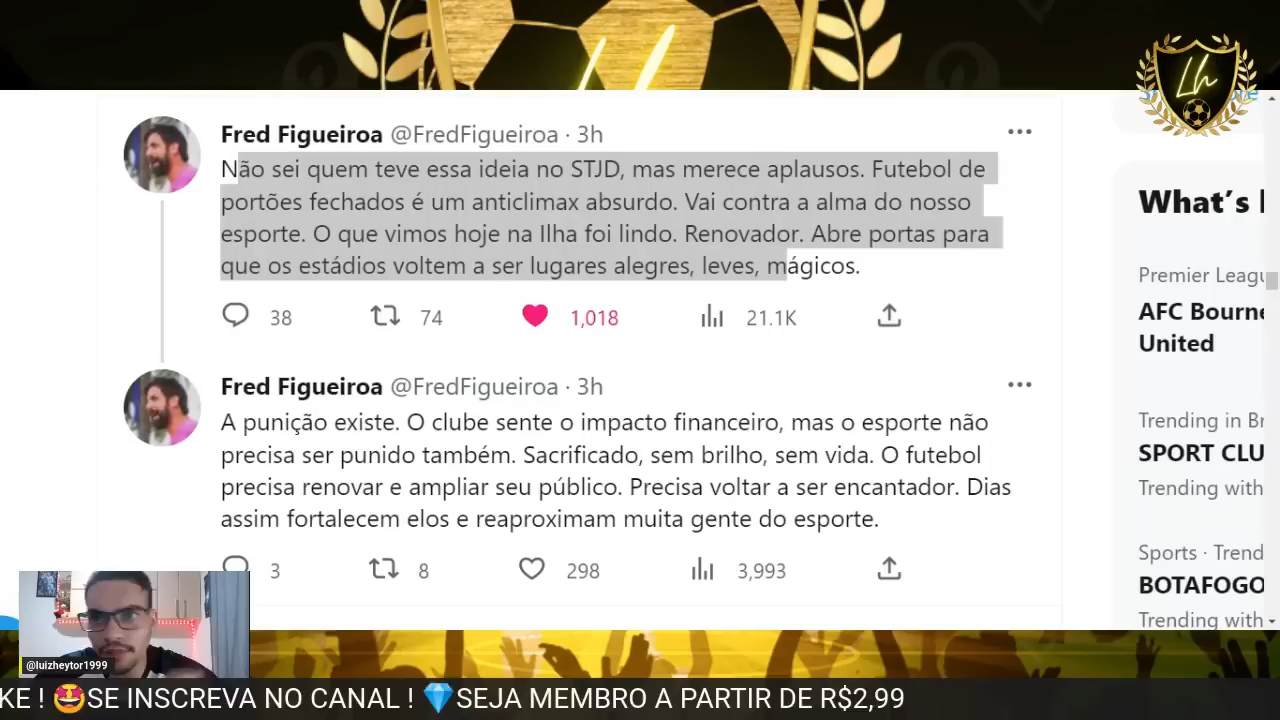 Lh
Fred Figueiroa @FredFigueiroa · 3h
Não sei quem teve essa ideia no STJD, mas merece aplausos. Futebol de
portões fechados é um anticlimax absurdo. Vai contra a alma do nosso
esporte. O que vimos hoje na Ilha foi lindo. Renovador. Abre portas para
que os estádios voltem a ser lugares alegres, leves, mágicos.
38 74 1,018 21.1K
Fred Figueiroa @FredFigueiroa · 3h
A punição existe. O clube sente o impacto financeiro, mas o esporte não
precisa ser punido também. Sacrificado, sem brilho, sem vida. O futebol
precisa renovar e ampliar seu público. Precisa voltar a ser encantador. Dias
assim fortalecem elos e reaproximam muita gente do esporte.
3 8 298 3,993
What's
Premier Leagu
AFC Bourne
United
Trending in Br
SPORT CLU
Trending with
Sports · Trend
BOTAFOGO
Trending with
@luizheytor1999
KE ! 🤩SE INSCREVA NO CANAL ! 💎SEJA MEMBRO A PARTIR DE R$2,99